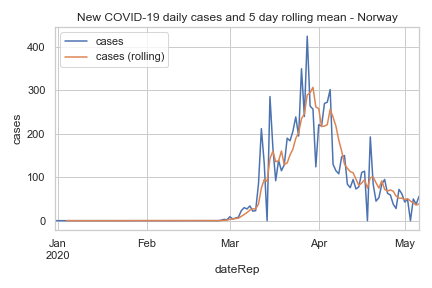 New COVID-19 daily cases and 5 day rolling mean - Norway
cases
cases (rolling)
400
300
200
100
0
cases
Jan
2020
Feb
Mar
Apr
May
dateRep